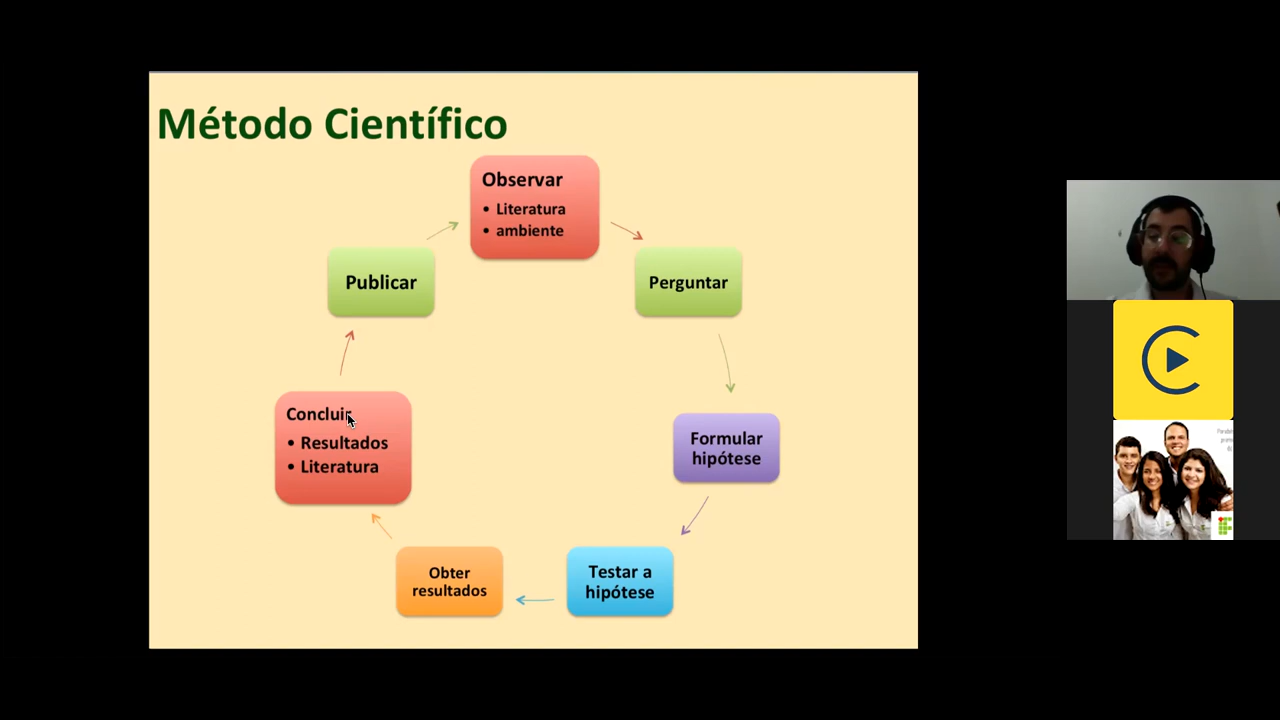 Método Científico
Observar
• Literatura
• ambiente
Perguntar
Formular
hipótese
Testar a
hipótese
Obter
resultados
Concluir
• Resultados
• Literatura
Publicar